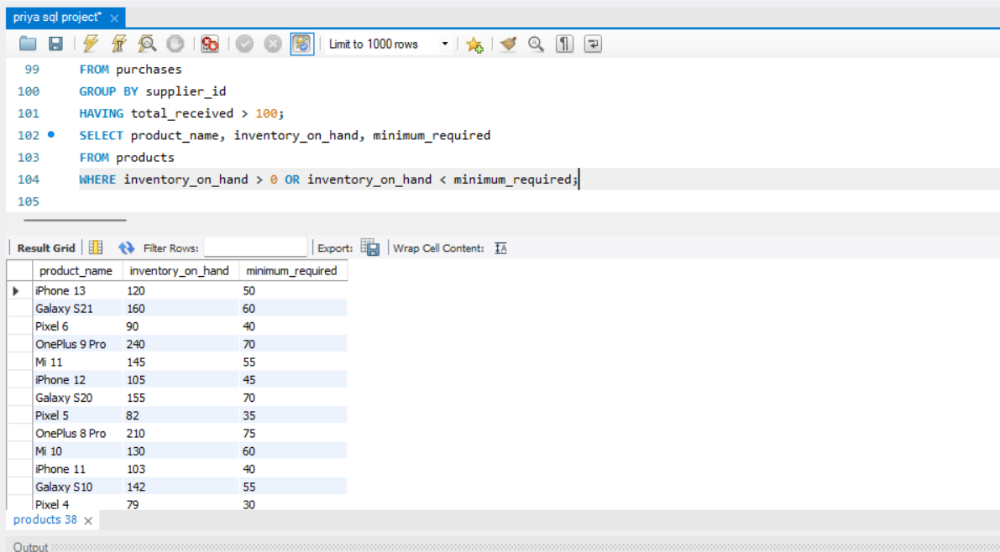 priya sql project* ×
Limit to 1000 rows
99 FROM purchases
100 GROUP BY supplier_id
101 HAVING total_received > 100;
102 SELECT product_name, inventory_on_hand, minimum_required
103 FROM products
104 WHERE inventory_on_hand > 0 OR inventory_on_hand < minimum_required;
105
Result Grid Filter Rows: Export: Wrap Cell Content: IA
product_name inventory_on_hand minimum_required
iPhone 13 120 50
Galaxy S21 160 60
Pixel 6 90 40
OnePlus 9 Pro 240 70
Mi 11 145 55
iPhone 12 105 45
Galaxy S20 155 70
Pixel 5 82 35
OnePlus 8 Pro 210 75
Mi 10 130 60
iPhone 11 103 40
Galaxy S10 142 55
Pixel 4 79 30
products 38 ×
Output